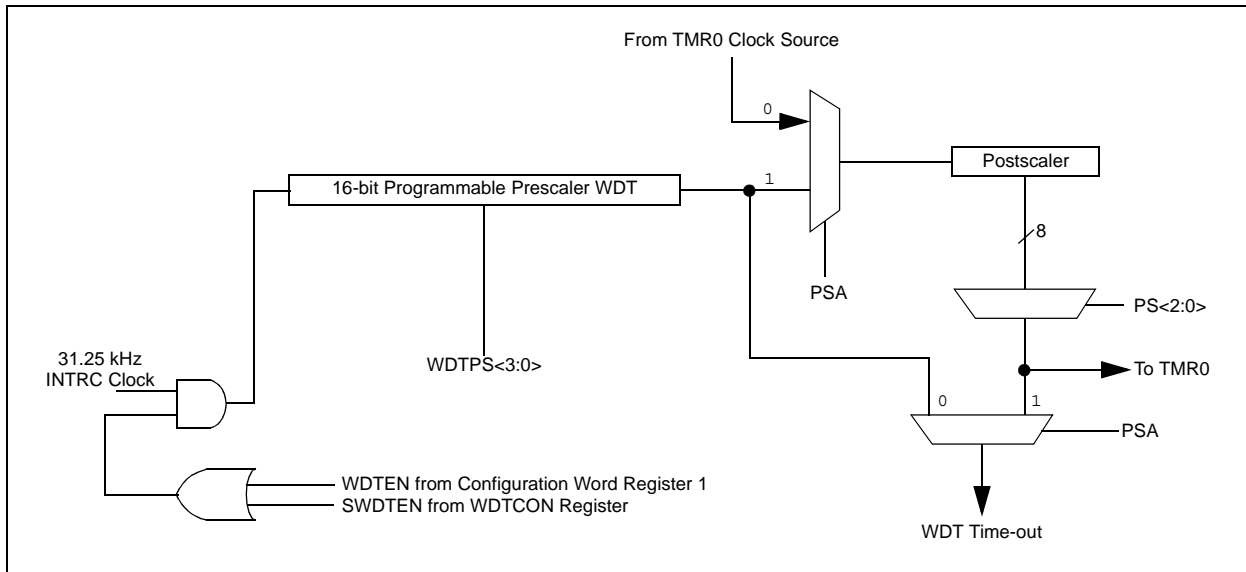 From TMR0 Clock Source
0
1
16-bit Programmable Prescaler WDT
Postscaler
8
PSA
PS<2:0>
WDTPS<3:0>
31.25 kHz
INTRC Clock
To TMR0
0
1
PSA
WDTEN from Configuration Word Register 1
SWDTEN from WDTCON Register
WDT Time-out